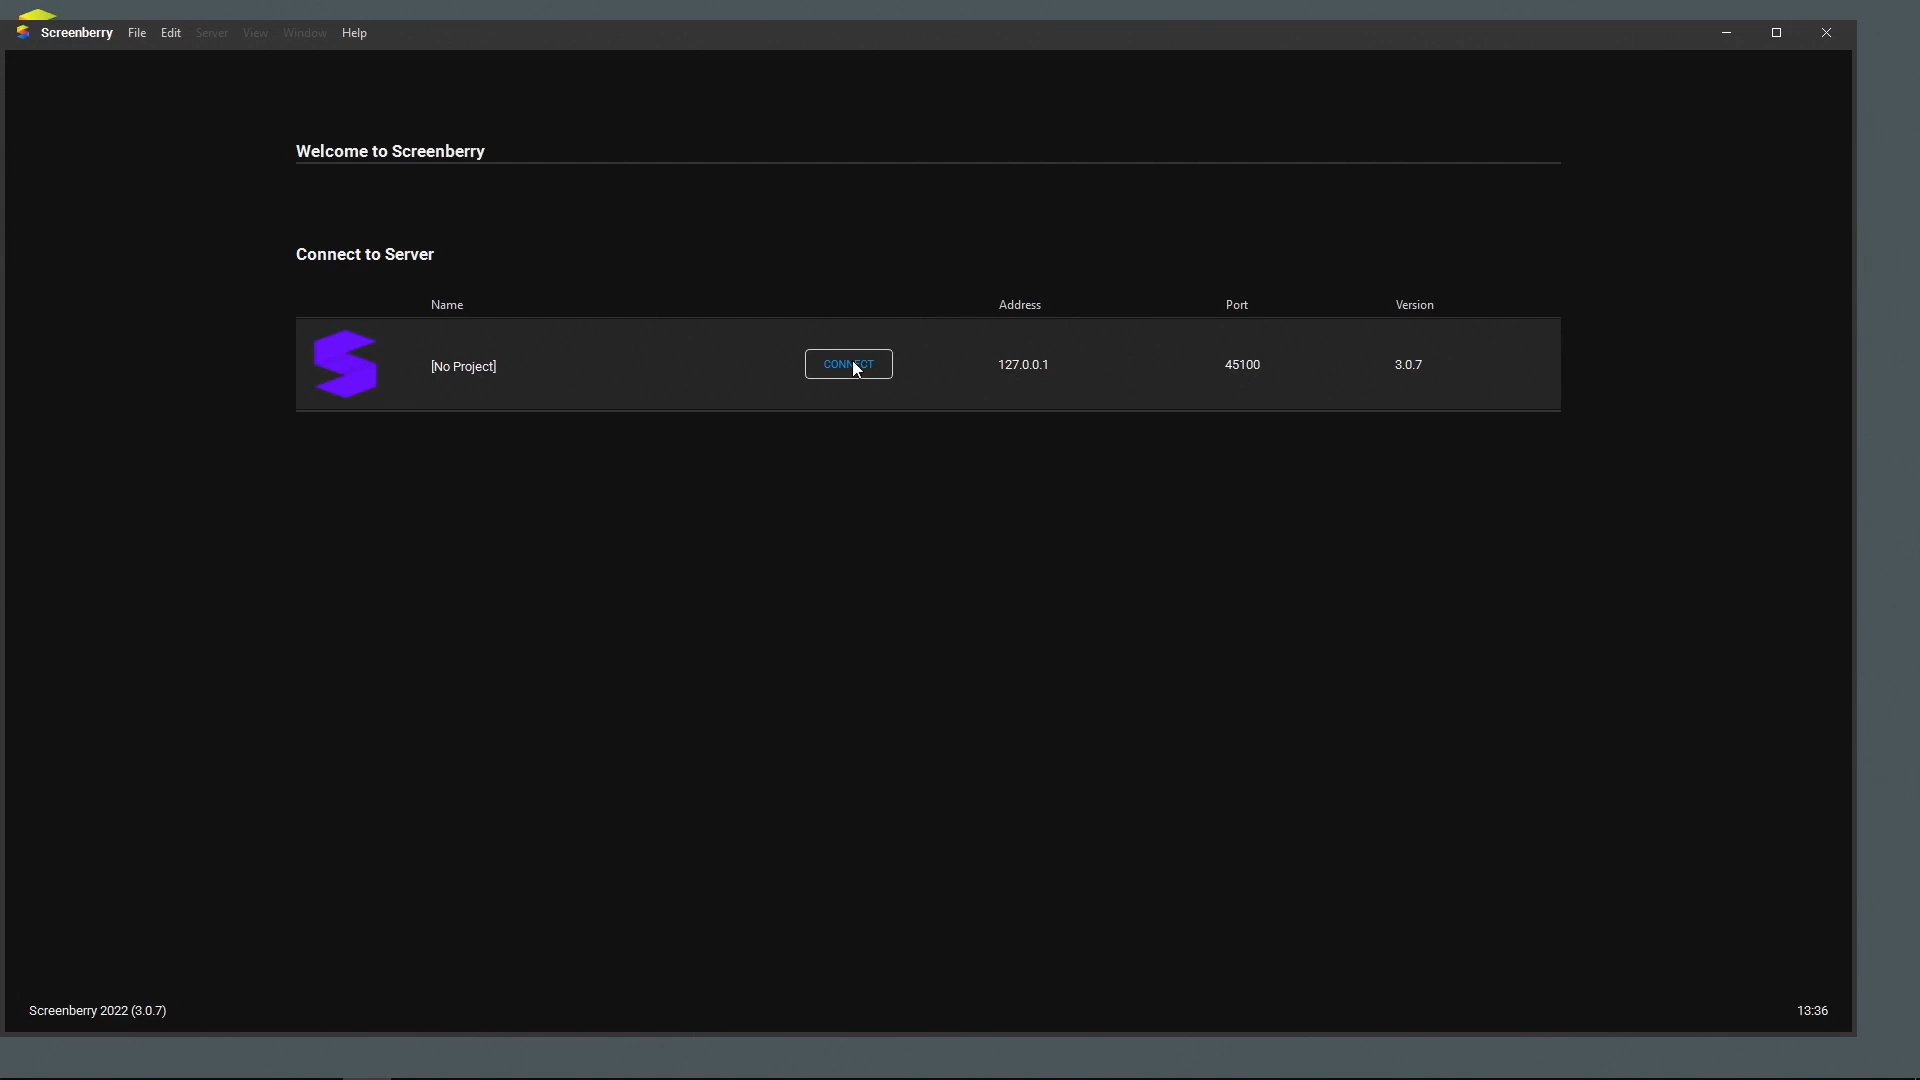 Screenberry File Edit Server View Window Help
Welcome to Screenberry
Connect to Server
Name Address Port Version
[No Project] CONNECT 127.0.0.1 45100 3.0.7
Screenberry 2022 (3.0.7) 13:36